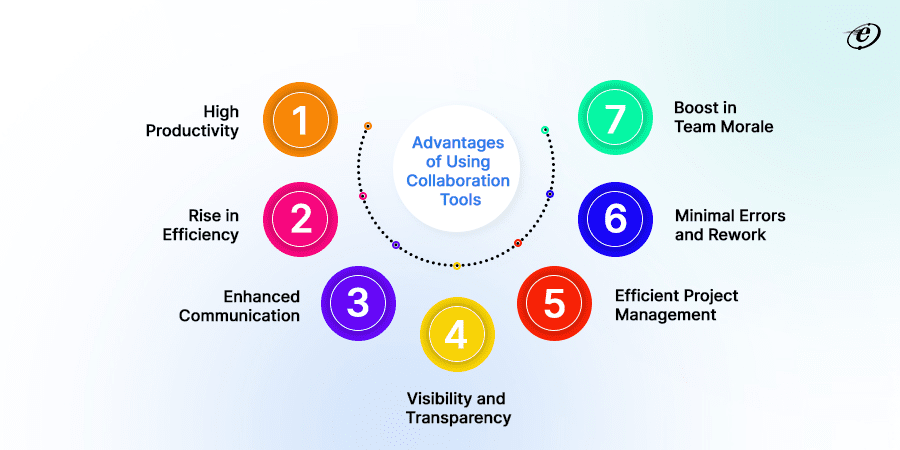 Advantages
of Using
Collaboration
Tools
1
High
Productivity
2
Rise in
Efficiency
3
Enhanced
Communication
4
Visibility and
Transparency
5
Efficient Project
Management
6
Minimal Errors
and Rework
7
Boost in
Team Morale
e